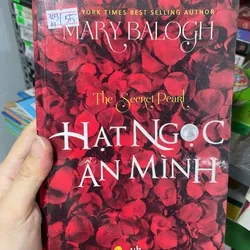 NEW YORK TIMES BEST SELLING AUTHOR
MARY BALOGH
The Secret Pearl
HẠT NGỌC
ẨN MÌNH